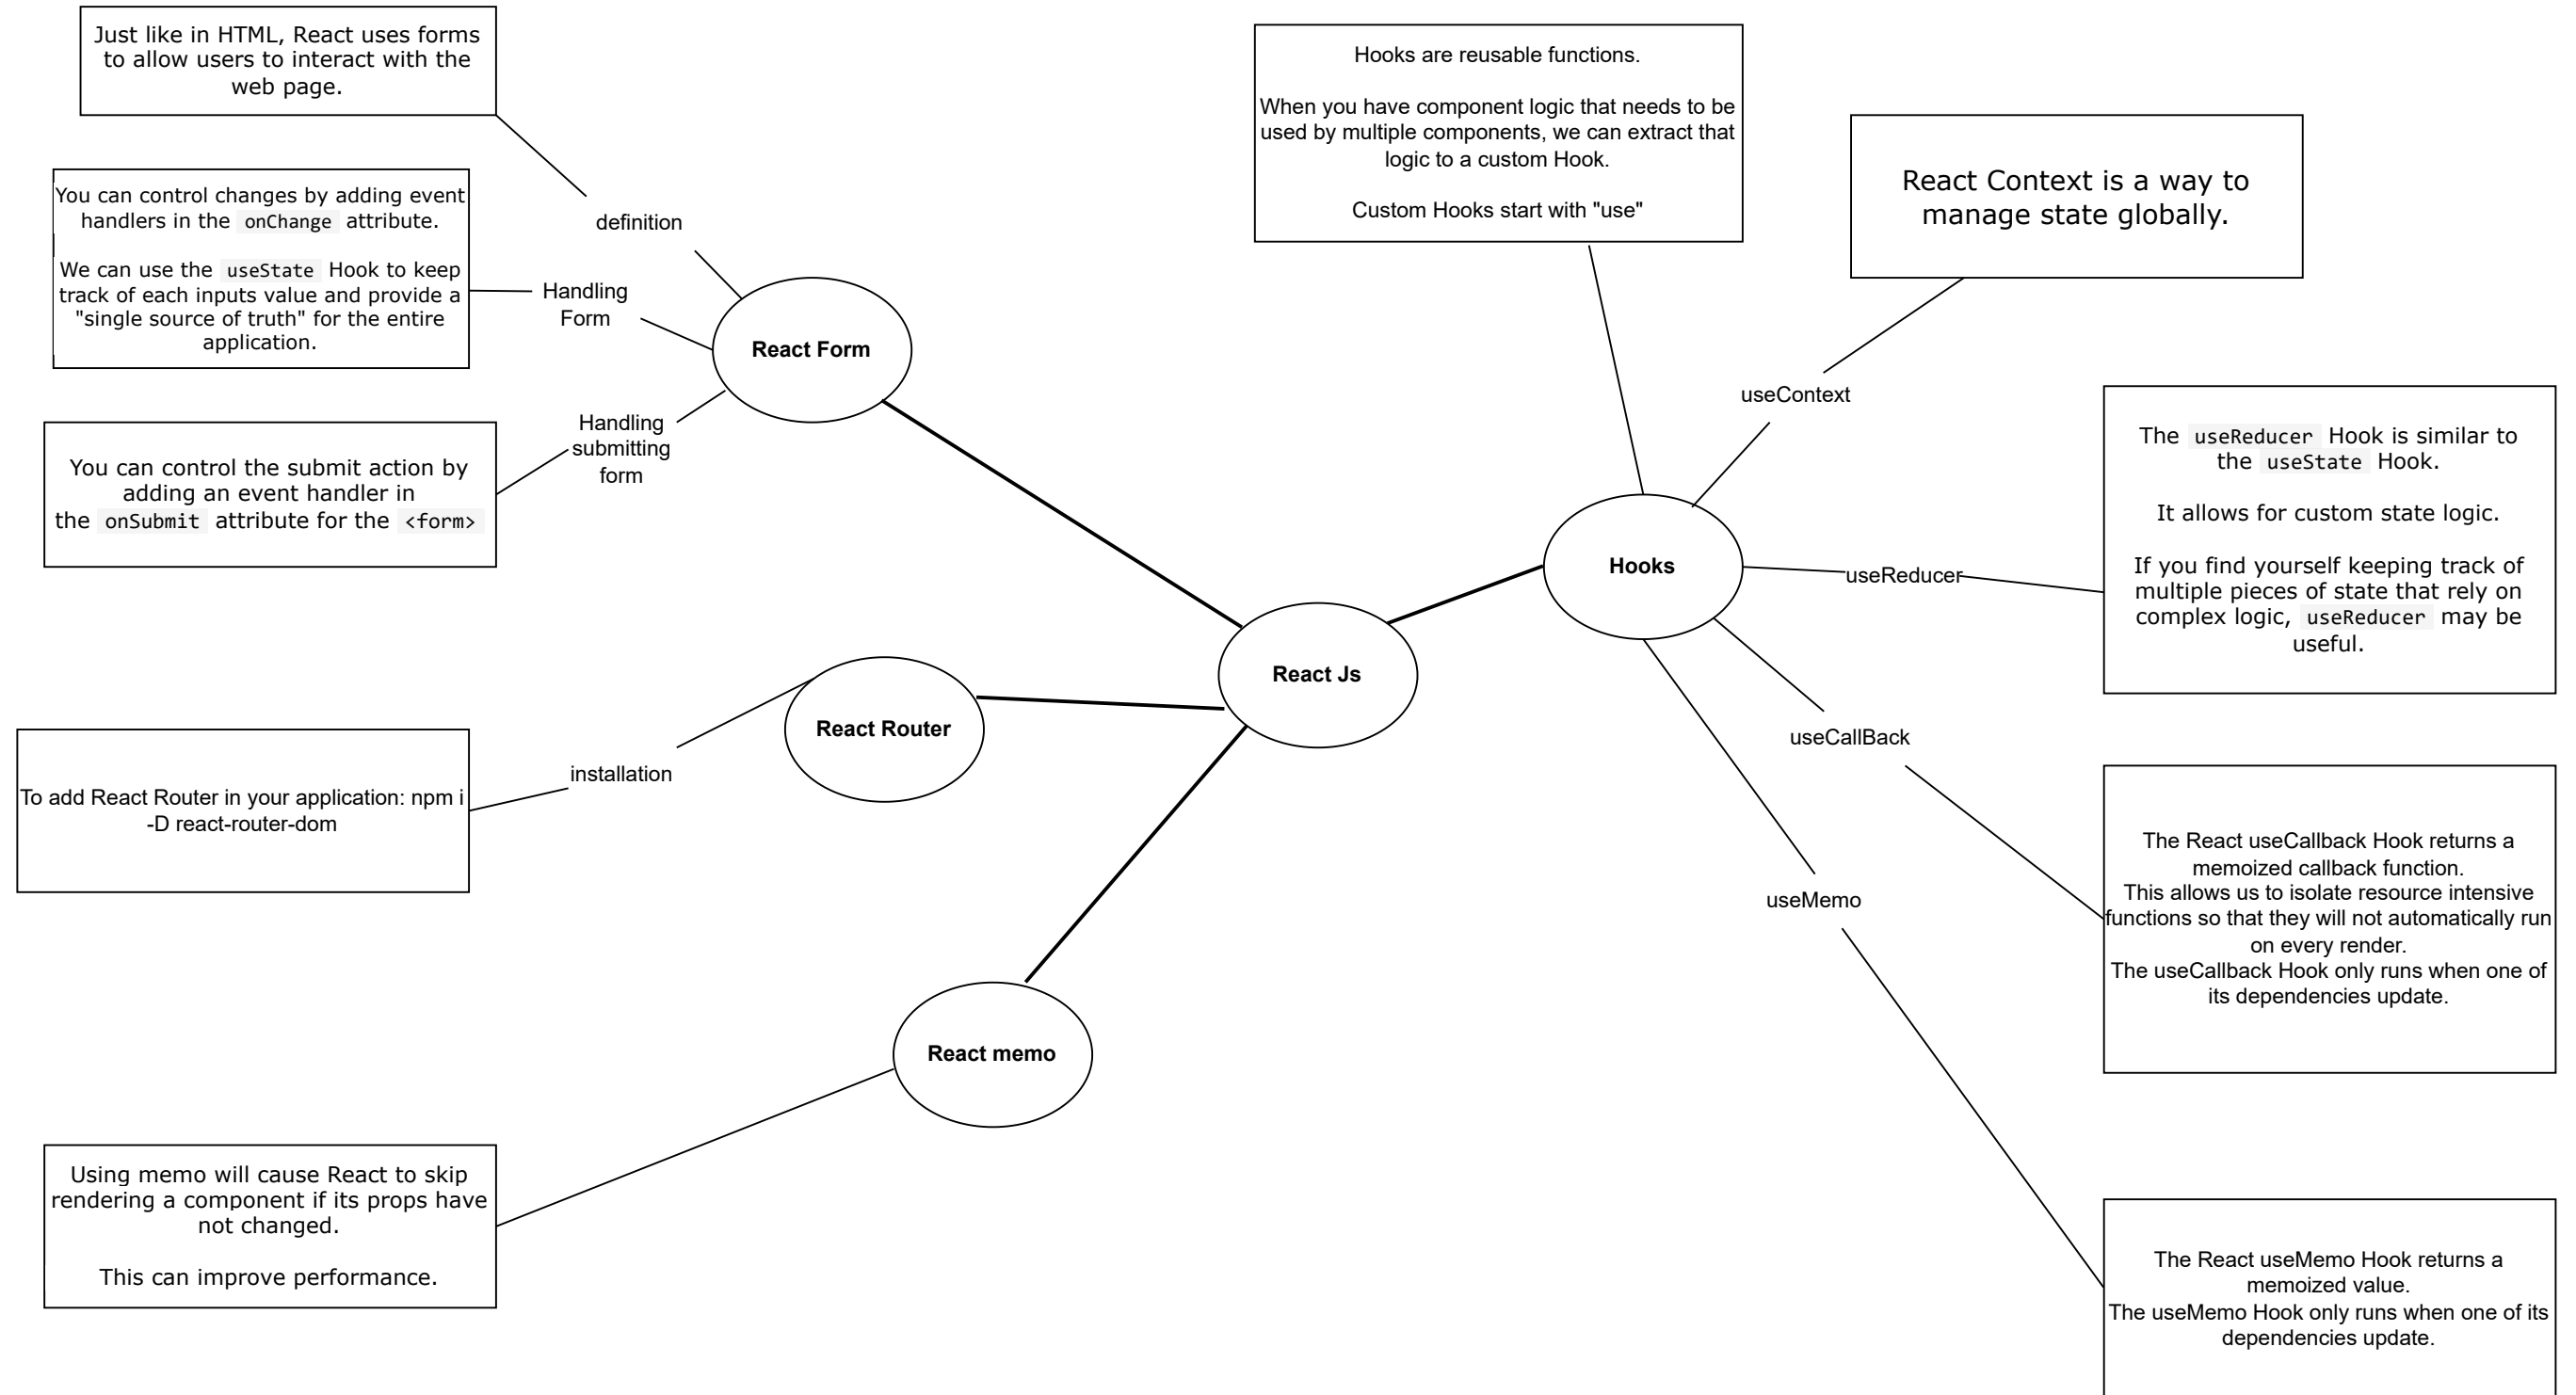 Just like in HTML, React uses forms
to allow users to interact with the
web page.
definition
You can control changes by adding event
handlers in the onChange attribute.
We can use the useState Hook to keep
track of each inputs value and provide a
"single source of truth" for the entire
application.
Handling
Form
React Form
You can control the submit action by
adding an event handler in
the onSubmit attribute for the <form>
Handling
submitting
form
React Router
installation
To add React Router in your application: npm i
-D react-router-dom
React Js
React memo
Using memo will cause React to skip
rendering a component if its props have
not changed.
This can improve performance.
Hooks are reusable functions.
When you have component logic that needs to be
used by multiple components, we can extract that
logic to a custom Hook.
Custom Hooks start with "use"
React Context is a way to
manage state globally.
useContext
Hooks
useReducer
The useReducer Hook is similar to
the useState Hook.
It allows for custom state logic.
If you find yourself keeping track of
multiple pieces of state that rely on
complex logic, useReducer may be
useful.
useCallBack
The React useCallback Hook returns a
memoized callback function.
This allows us to isolate resource intensive
functions so that they will not automatically run
on every render.
The useCallback Hook only runs when one of
its dependencies update.
useMemo
The React useMemo Hook returns a
memoized value.
The useMemo Hook only runs when one of its
dependencies update.